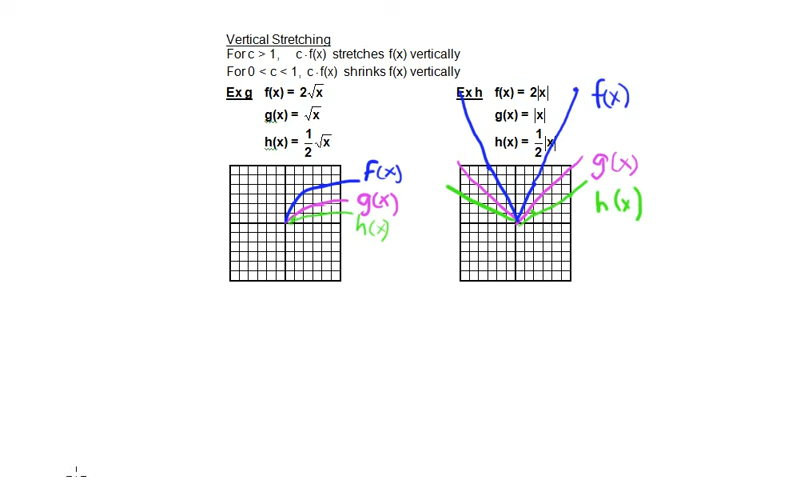 Vertical Stretching
For c > 1, c·f(x) stretches f(x) vertically
For 0 < c < 1, c·f(x) shrinks f(x) vertically
Ex g f(x) = 2√x
g(x) = √x
h(x) = 1/2 √x
f(x)
g(x)
h(x)
Ex h f(x) = 2|x|
g(x) = |x|
h(x) = 1/2 |x|
f(x)
g(x)
h(x)